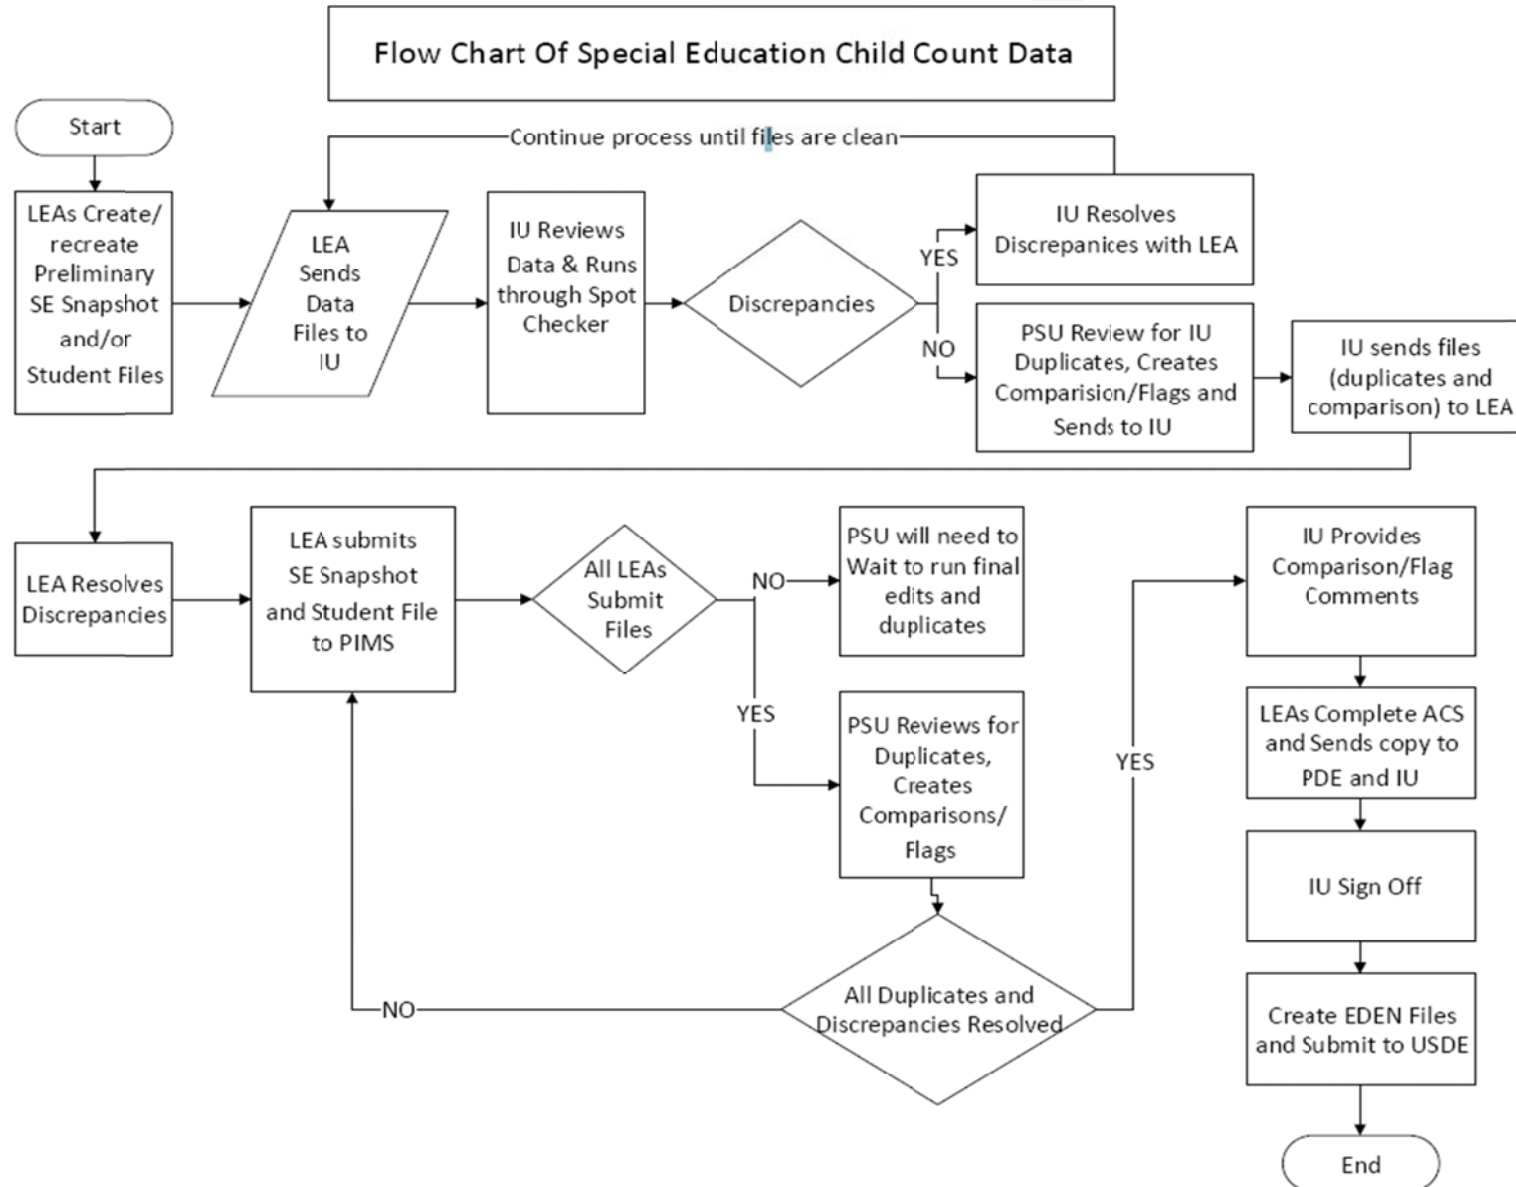 Flow Chart Of Special Education Child Count Data
Start
Continue process until files are clean
LEAs Create/
recreate
Preliminary
SE Snapshot
and/or
Student Files
LEA
Sends
Data
Files to
IU
IU Reviews
Data & Runs
through Spot
Checker
Discrepancies
YES
NO
IU Resolves
Discrepanices with LEA
PSU Review for IU
Duplicates, Creates
Comparision/Flags and
Sends to IU
IU sends files
(duplicates and
comparison) to LEA
LEA Resolves
Discrepancies
LEA submits
SE Snapshot
and Student File
to PIMS
All LEAs
Submit
Files
NO
YES
PSU will need to
Wait to run final
edits and
duplicates
PSU Reviews for
Duplicates,
Creates
Comparisons/
Flags
All Duplicates and
Discrepancies Resolved
NO
YES
IU Provides
Comparison/Flag
Comments
LEAs Complete ACS
and Sends copy to
PDE and IU
IU Sign Off
Create EDEN Files
and Submit to USDE
End